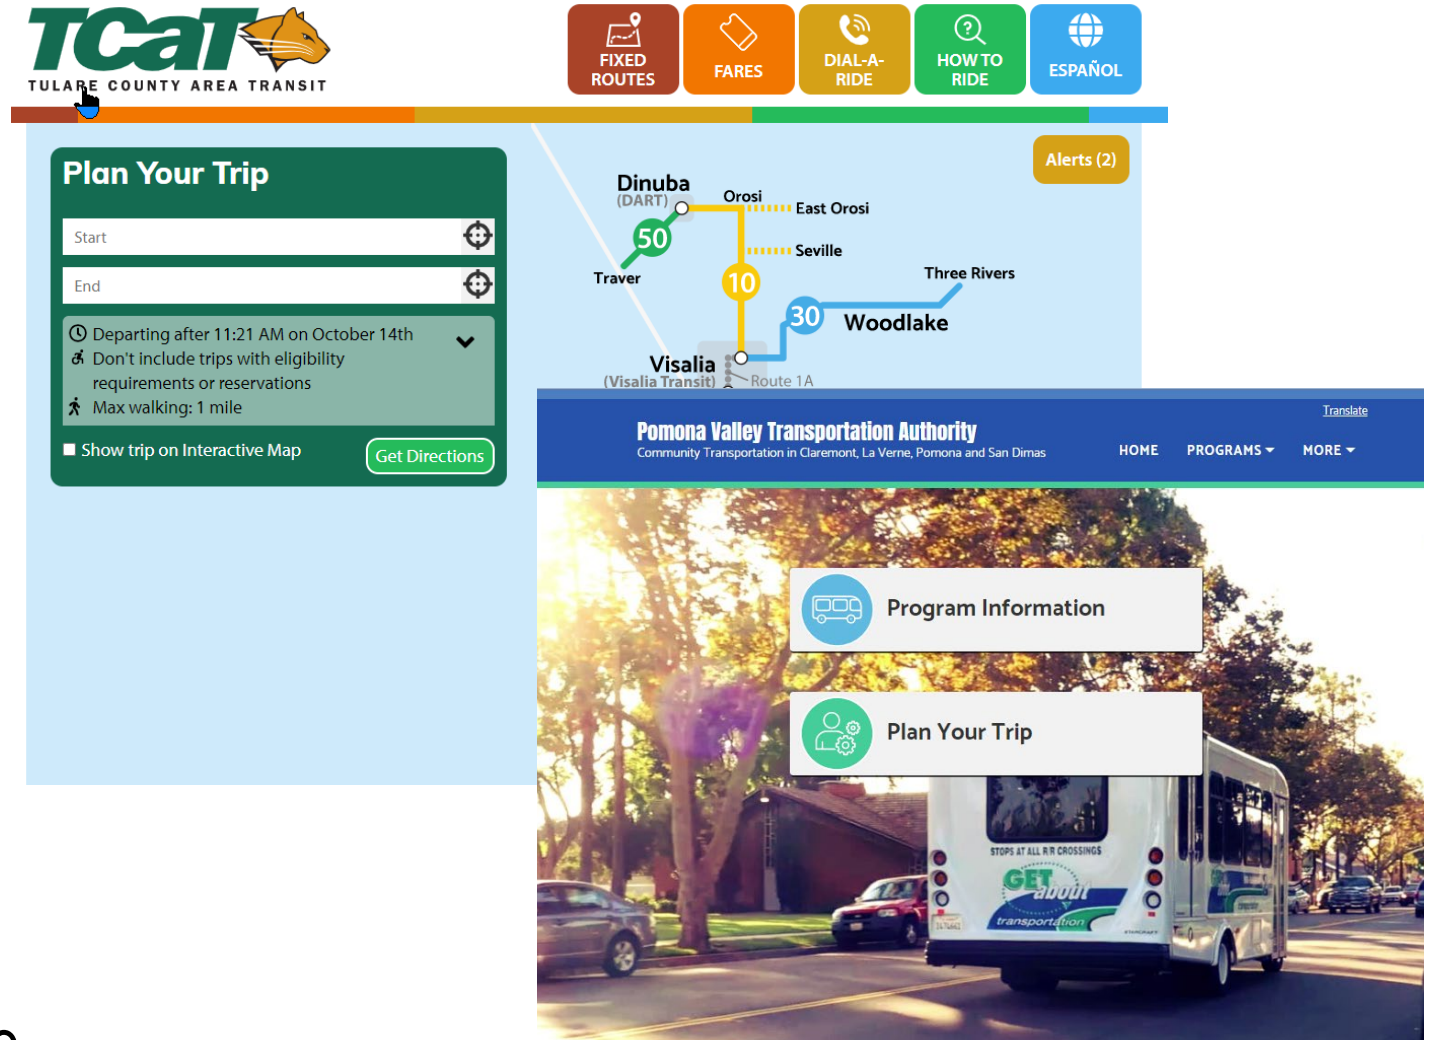 TCaT
TULARE COUNTY AREA TRANSIT
FIXED
ROUTES
FARES
DIAL-A-
RIDE
HOW TO
RIDE
ESPAÑOL
Plan Your Trip
Start
End
Departing after 11:21 AM on October 14th
Don't include trips with eligibility
requirements or reservations
Max walking: 1 mile
Show trip on Interactive Map
Get Directions
Alerts (2)
Dinuba
(DART)
Orosi
East Orosi
50
Seville
Traver
10
Three Rivers
30
Woodlake
Visalia
(Visalia Transit)
Route 1A
Translate
Pomona Valley Transportation Authority
Community Transportation in Claremont, La Verne, Pomona and San Dimas
HOME
PROGRAMS
MORE
Program Information
Plan Your Trip
STOPS AT ALL R/R CROSSINGS
GET
about
transportation